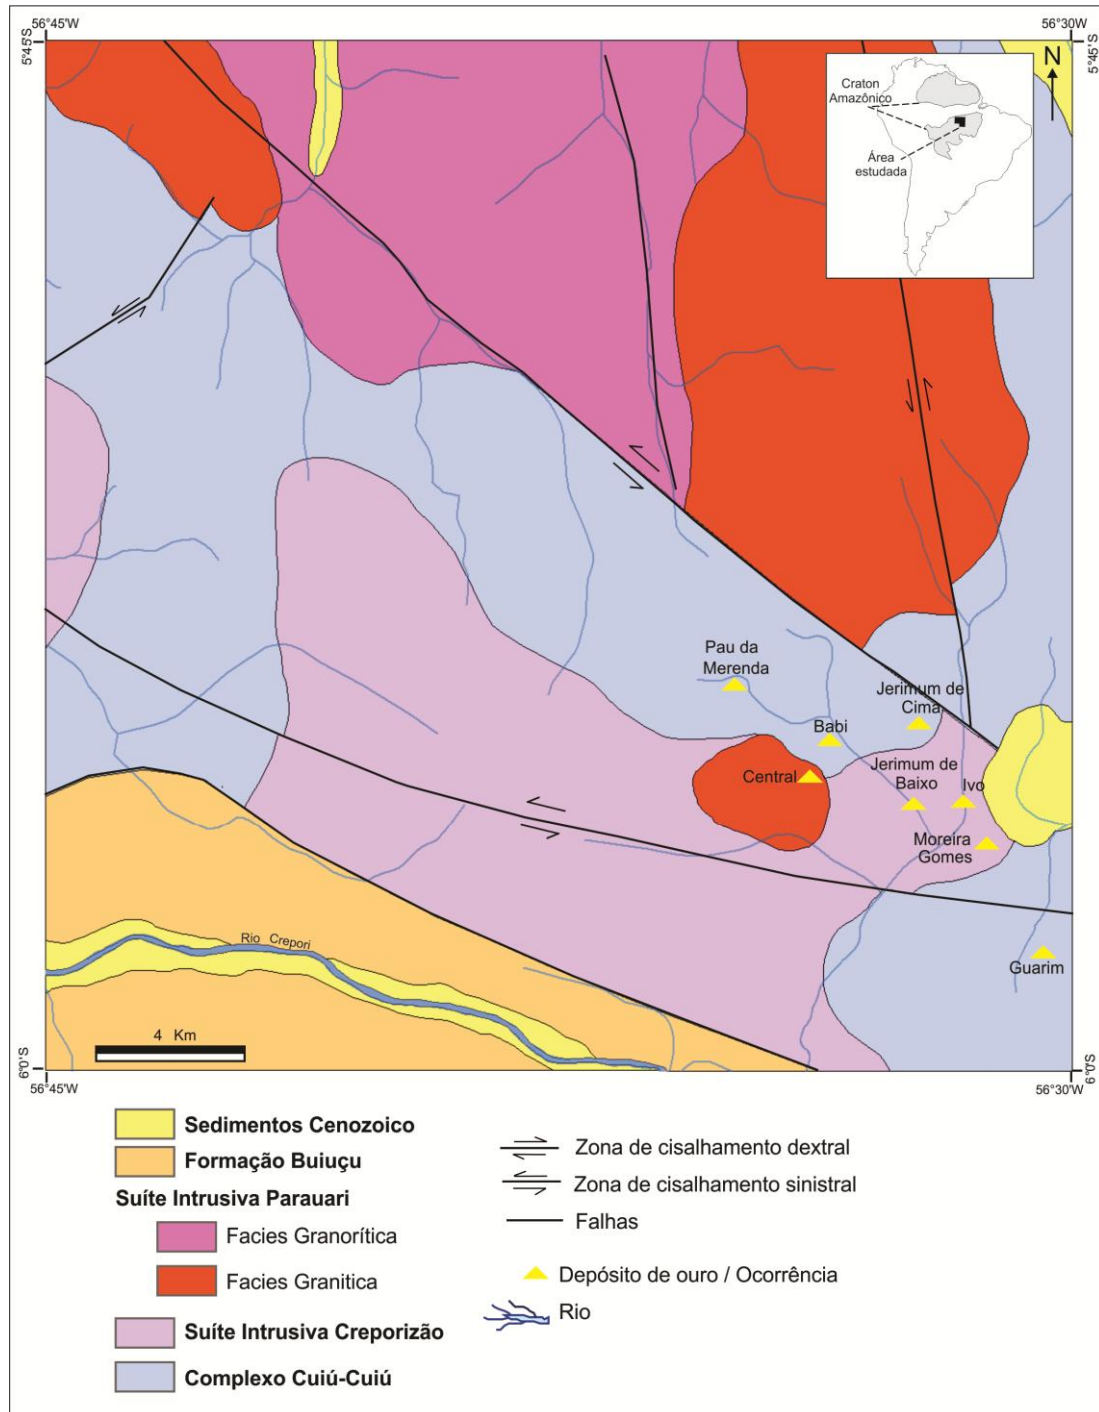 56°45'W
56°30'W
5°45'S
5°45'S
N
Craton
Amazônico
Área
estudada
Pau da
Merenda
Jerimum de
Cima
Babi
Central
Jerimum de
Baixo
Ivo
Moreira
Gomes
Guarim
Rio Crepori
4 Km
6°0'S
6°0'S
56°45'W
56°30'W
Sedimentos Cenozoico
Formação Buiuçu
Suíte Intrusiva Parauari
Facies Granorítica
Facies Granitica
Suíte Intrusiva Creporizão
Complexo Cuiú-Cuiú
Zona de cisalhamento dextral
Zona de cisalhamento sinistral
Falhas
Depósito de ouro / Ocorrência
Rio